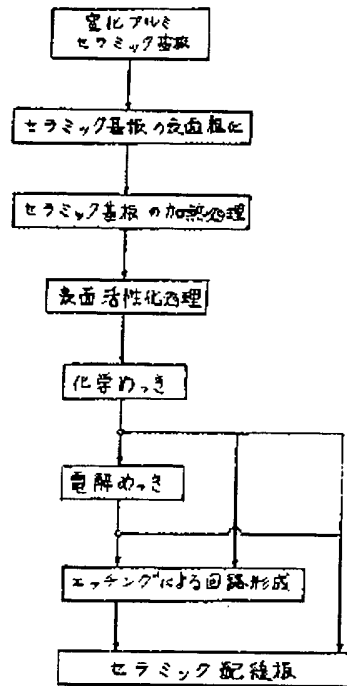 窒化アルミ
セラミック基板
セラミック基板の表面粗化
セラミック基板の加熱処理
表面活性化処理
化学めっき
電解めっき
エッチングによる回路形成
セラミック配線板